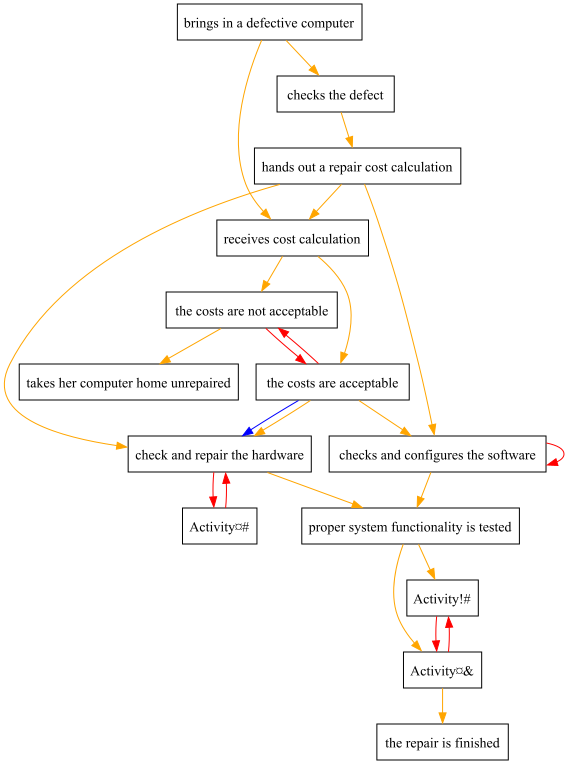 brings in a defective computer
checks the defect
hands out a repair cost calculation
receives cost calculation
the costs are not acceptable
takes her computer home unrepaired
the costs are acceptable
check and repair the hardware
checks and configures the software
Activity¤#
proper system functionality is tested
Activity!#
Activity¤&
the repair is finished